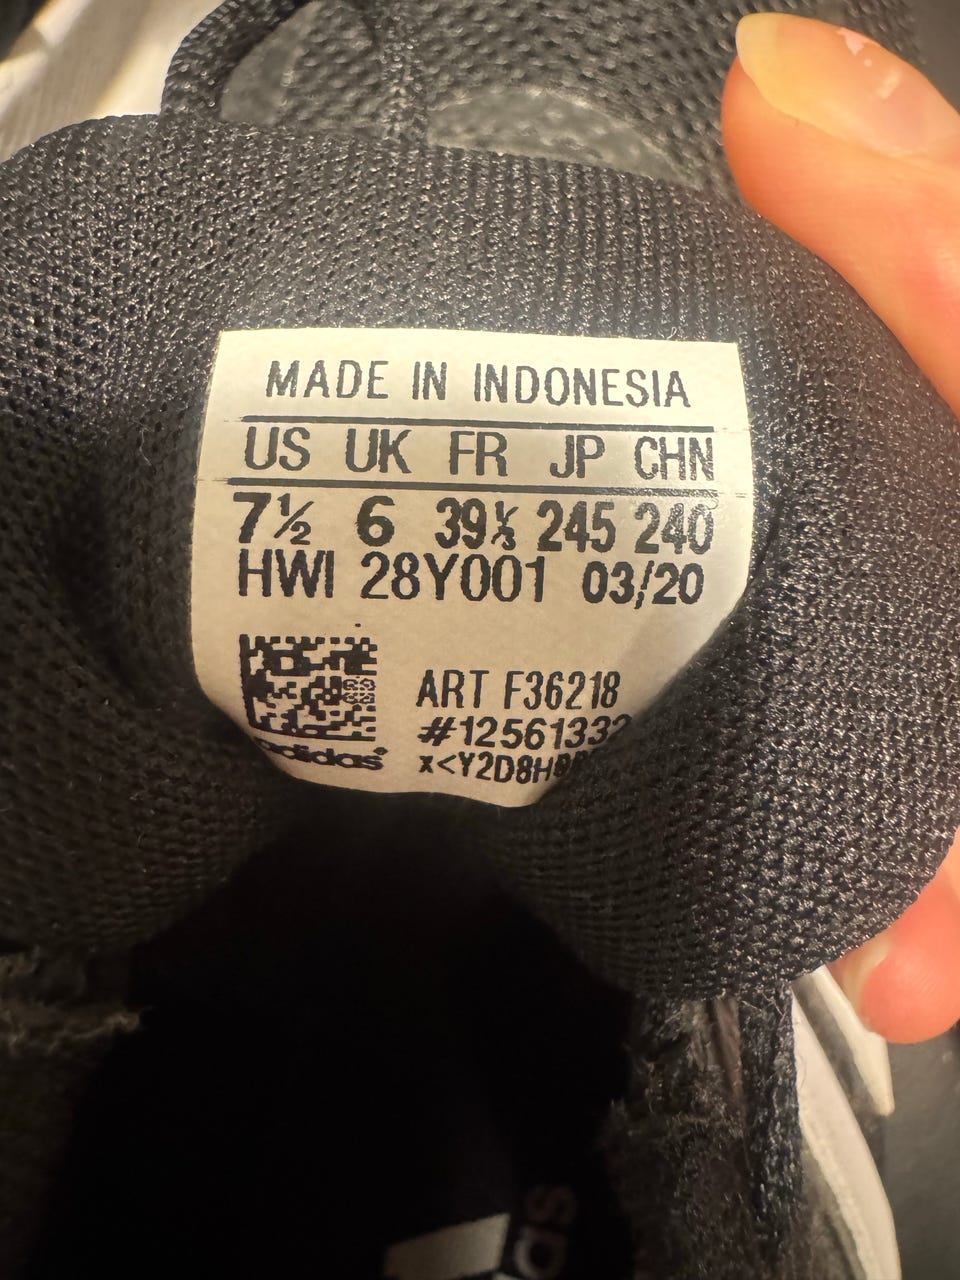 MADE IN INDONESIA
US UK FR JP CHN
7½ 6 39⅓ 245 240
HWI 28Y001 03/20
ART F36218
adidas